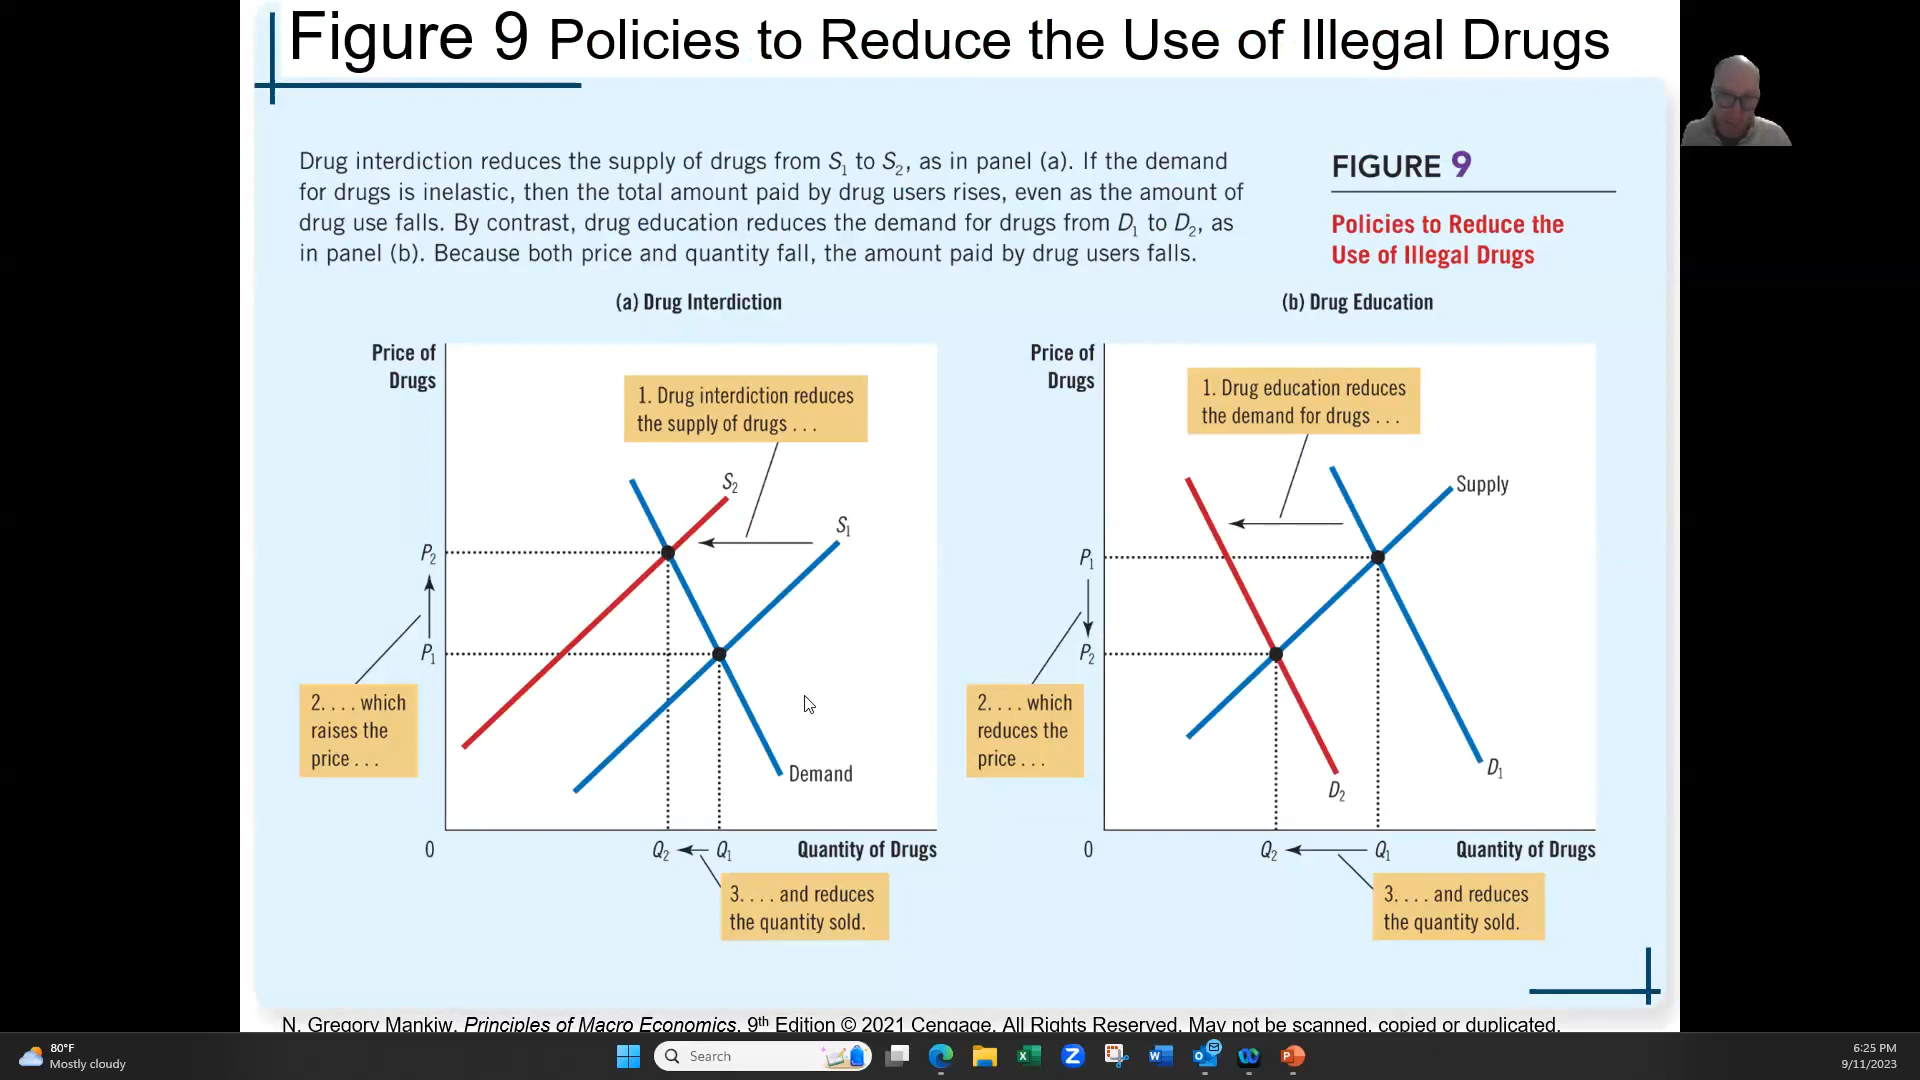 Figure 9 Policies to Reduce the Use of Illegal Drugs
Drug interdiction reduces the supply of drugs from S1 to S2, as in panel (a). If the demand
for drugs is inelastic, then the total amount paid by drug users rises, even as the amount of
drug use falls. By contrast, drug education reduces the demand for drugs from D1 to D2, as
in panel (b). Because both price and quantity fall, the amount paid by drug users falls.
FIGURE 9
Policies to Reduce the
Use of Illegal Drugs
(a) Drug Interdiction
Price of
Drugs
1. Drug interdiction reduces
the supply of drugs . . .
S2
S1
P2
P1
2. . . . which
raises the
price . . .
Demand
0
Q2
Q1
Quantity of Drugs
3. . . . and reduces
the quantity sold.
(b) Drug Education
Price of
Drugs
1. Drug education reduces
the demand for drugs . . .
Supply
P1
P2
2. . . . which
reduces the
price . . .
D1
D2
0
Q2
Q1
Quantity of Drugs
3. . . . and reduces
the quantity sold.
N. Gregory Mankiw, Principles of Macro Economics, 9th Edition © 2021 Cengage. All Rights Reserved. May not be scanned, copied or duplicated,
80°F
Mostly cloudy
Search
6:25 PM
9/11/2023